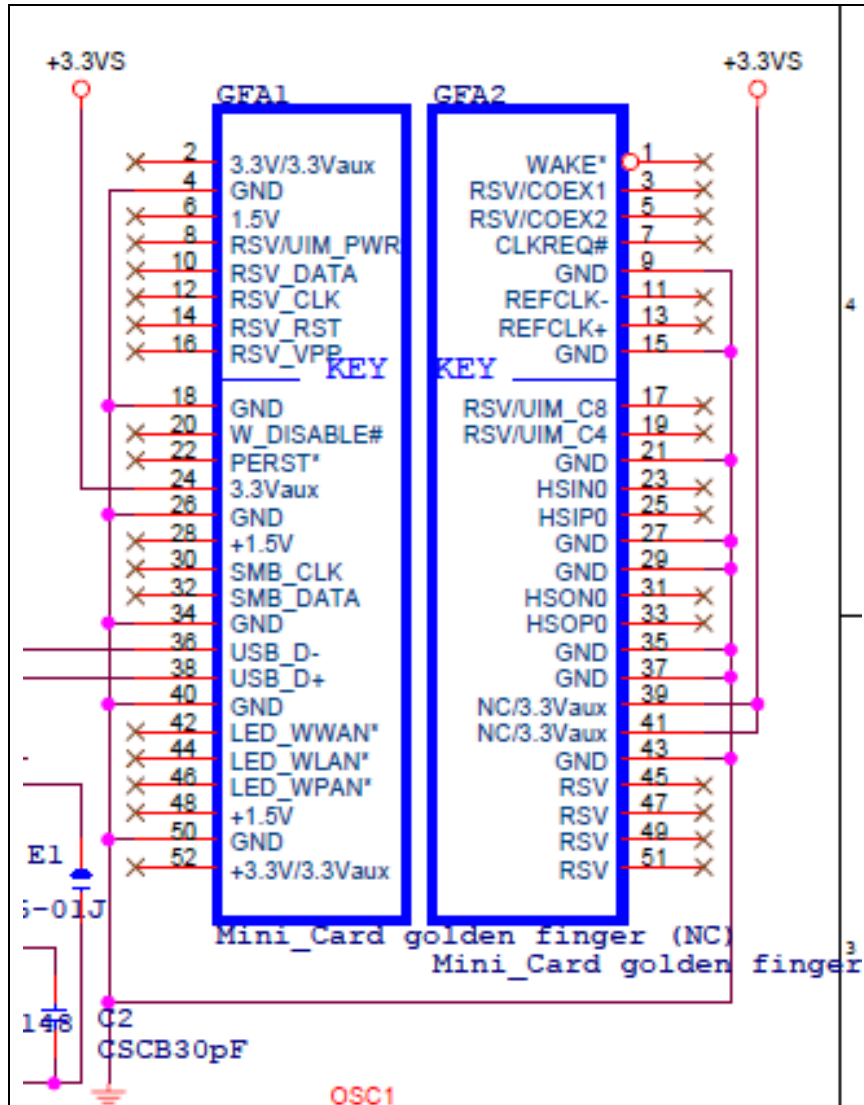 +3.3VS
+3.3VS
GFA1
GFA2
2 3.3V/3.3Vaux
4 GND
6 1.5V
8 RSV/UIM_PWR
10 RSV_DATA
12 RSV_CLK
14 RSV_RST
16 RSV_VPP
KEY
18 GND
20 W_DISABLE#
22 PERST*
24 3.3Vaux
26 GND
28 +1.5V
30 SMB_CLK
32 SMB_DATA
34 GND
36 USB_D-
38 USB_D+
40 GND
42 LED_WWAN*
44 LED_WLAN*
46 LED_WPAN*
48 +1.5V
50 GND
52 +3.3V/3.3Vaux
WAKE* 1
RSV/COEX1 3
RSV/COEX2 5
CLKREQ# 7
GND 9
REFCLK- 11
REFCLK+ 13
GND 15
KEY
RSV/UIM_C8 17
RSV/UIM_C4 19
GND 21
HSIN0 23
HSIP0 25
GND 27
GND 29
HSON0 31
HSOP0 33
GND 35
GND 37
NC/3.3Vaux 39
NC/3.3Vaux 41
GND 43
RSV 45
RSV 47
RSV 49
RSV 51
Mini_Card golden finger (NC)
Mini_Card golden finger
4
3
E1
-01J
148
C2
CSCB30pF
OSC1